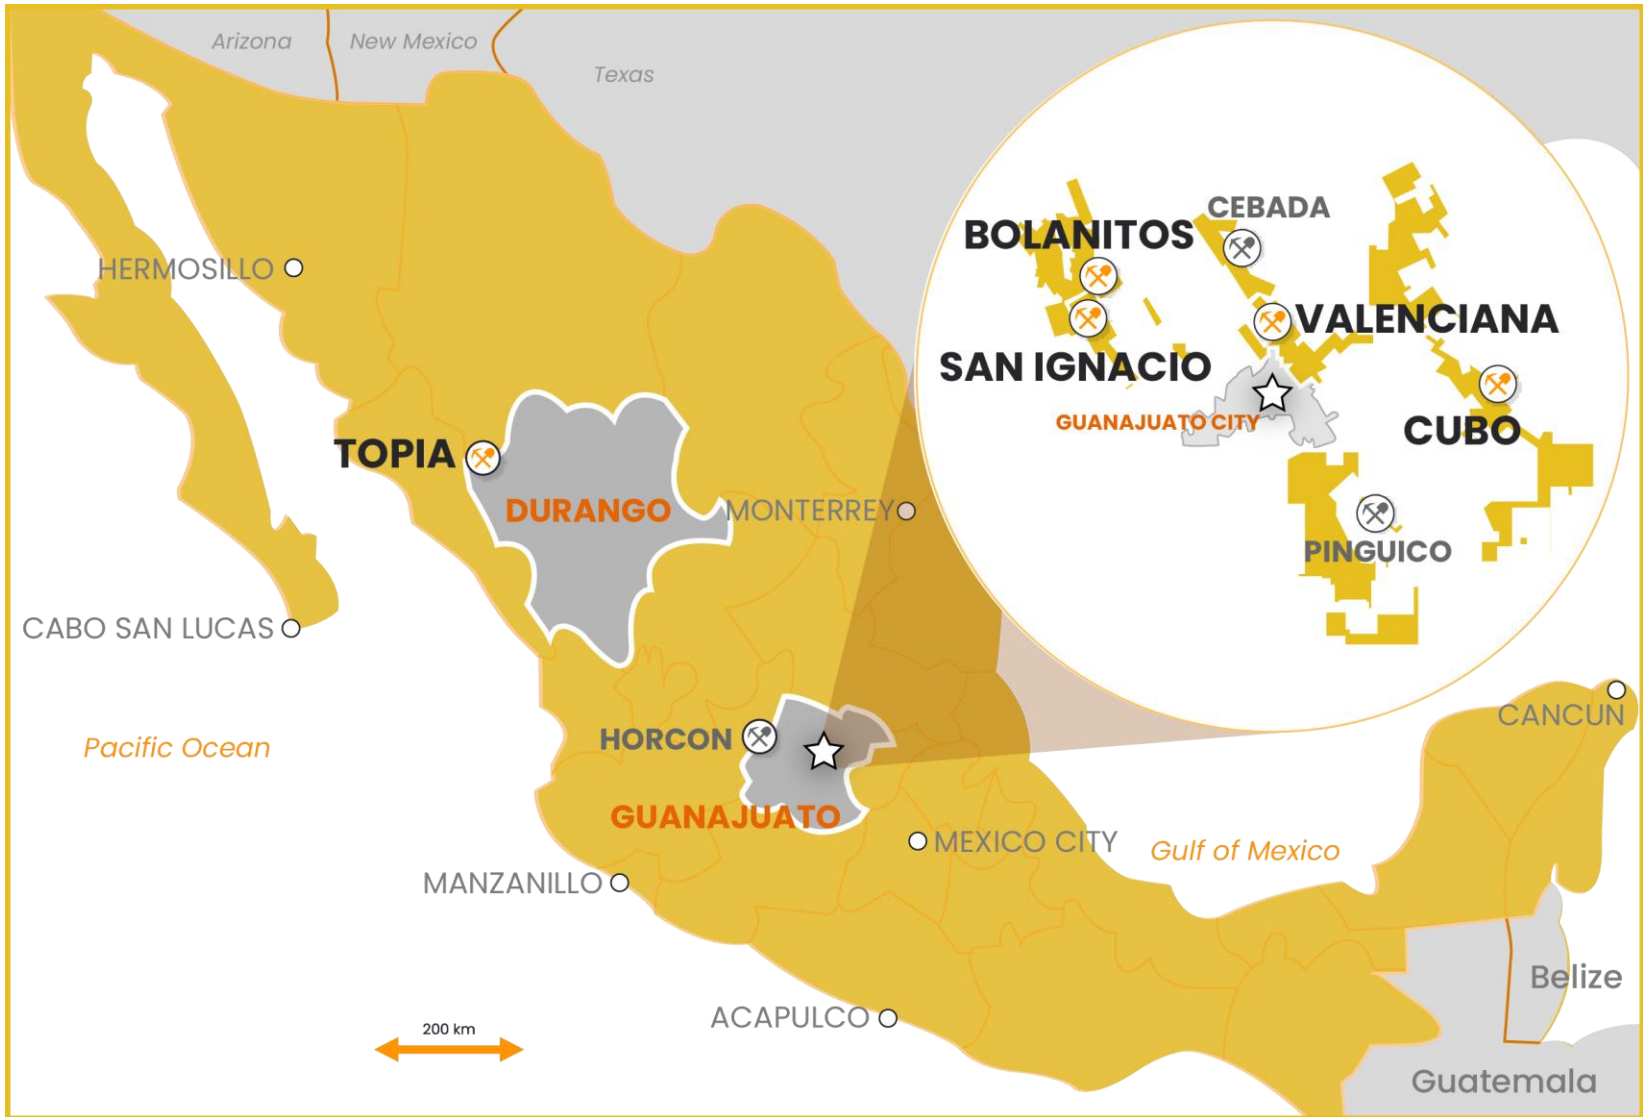 Arizona
New Mexico
Texas
CEBADA
BOLANITOS
HERMOSILLO
VALENCIANA
SAN IGNACIO
GUANAJUATO CITY
CUBO
TOPIA
DURANGO
MONTERREY
PINGUICO
CABO SAN LUCAS
CANCUN
HORCON
Pacific Ocean
GUANAJUATO
MEXICO CITY
Gulf of Mexico
MANZANILLO
Belize
ACAPULCO
200 km
Guatemala